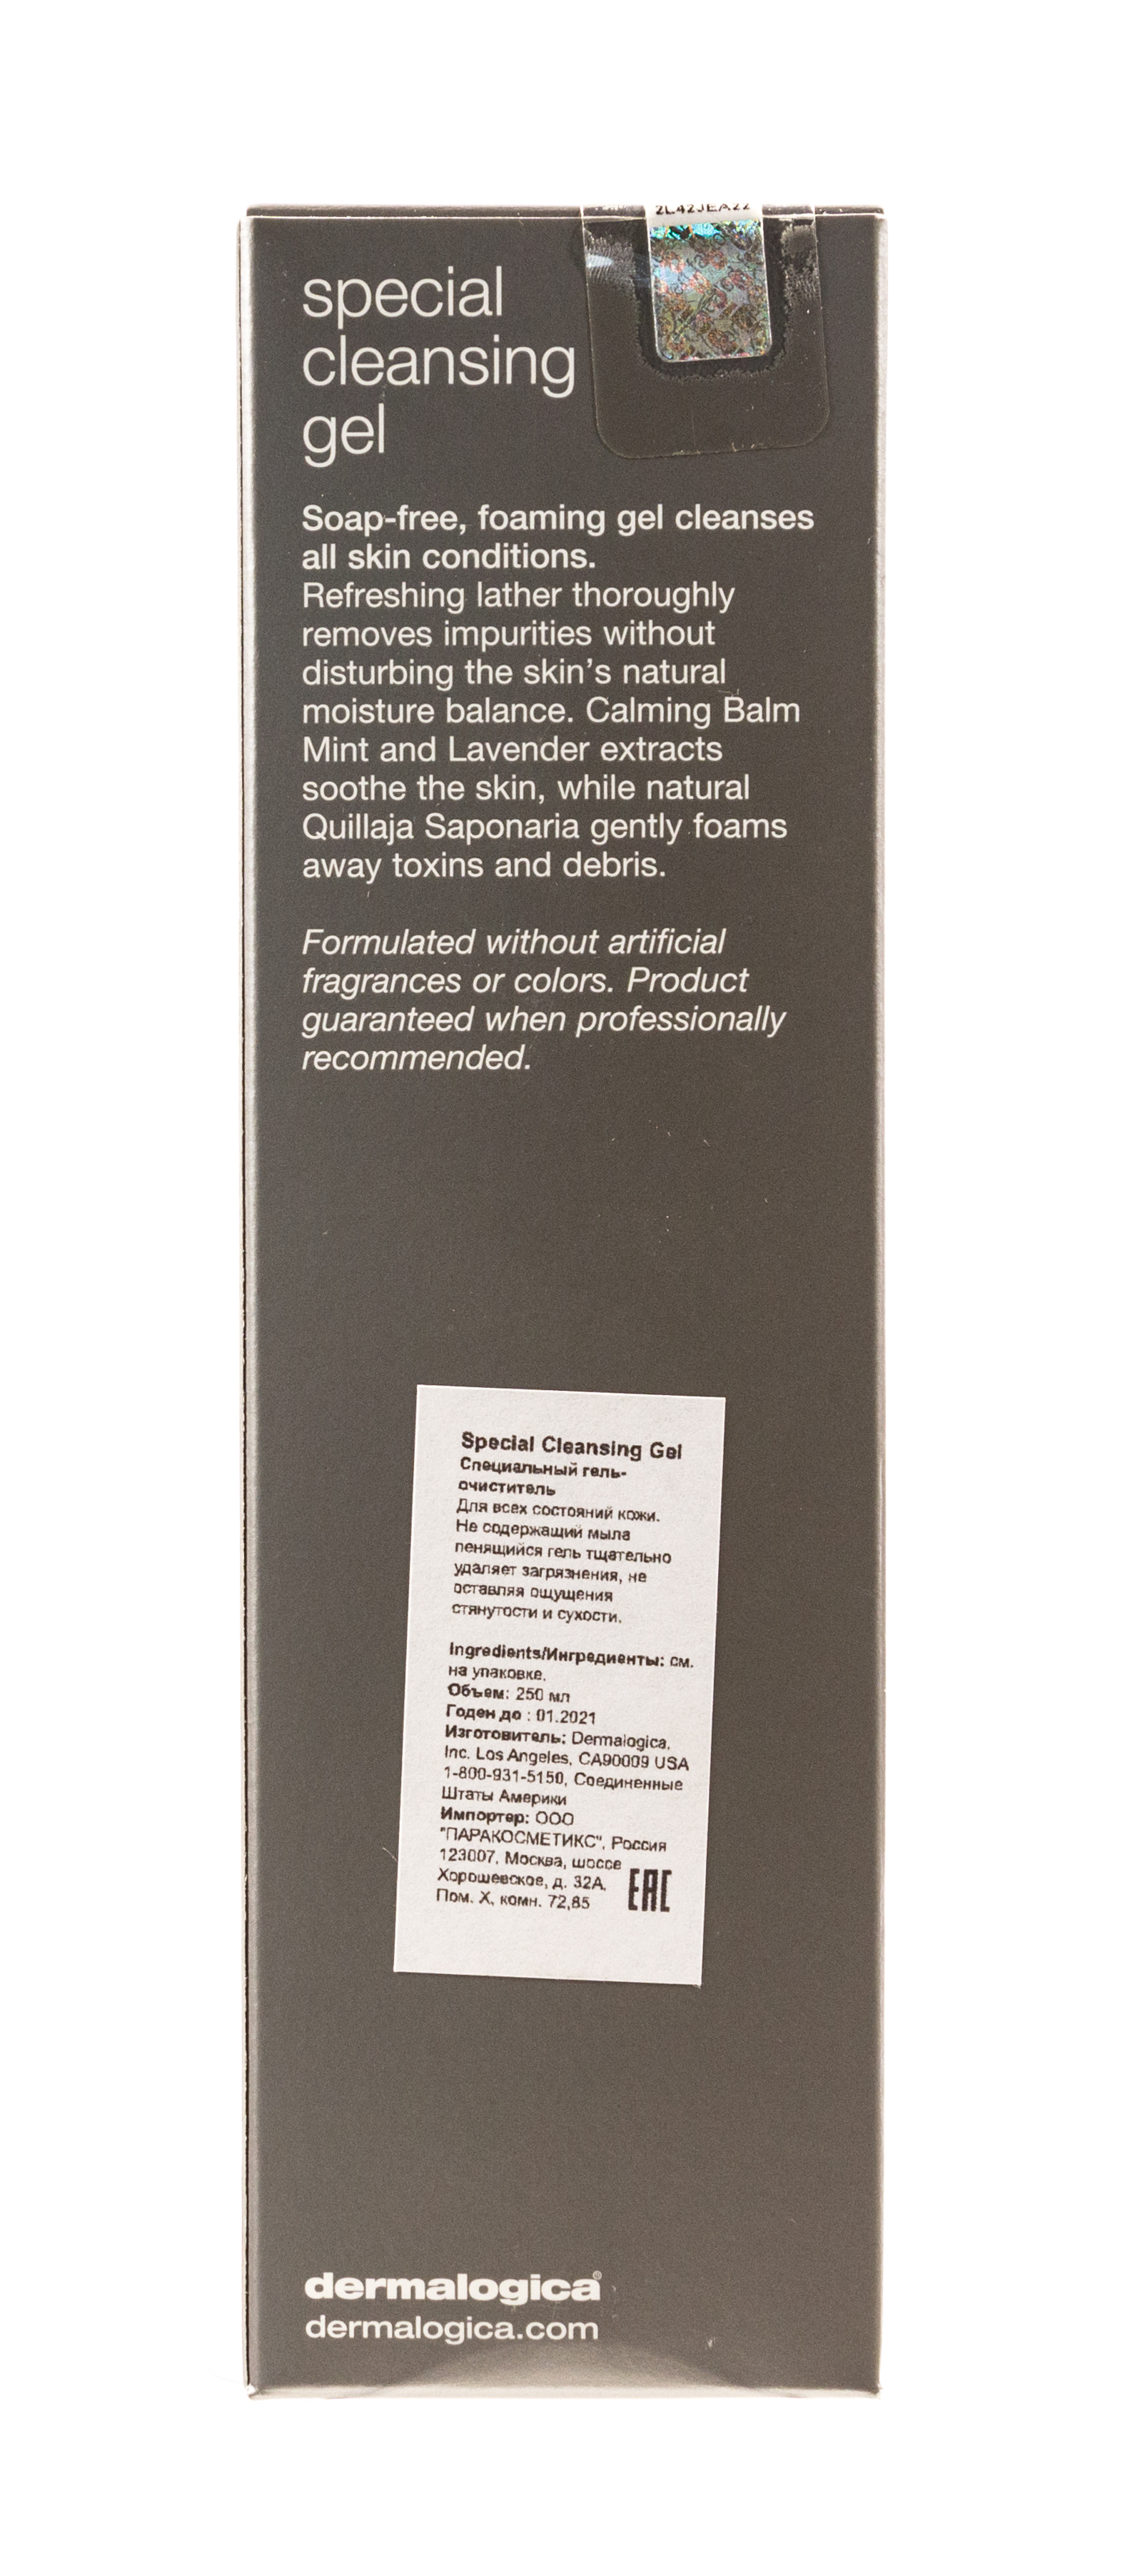 2L42JEA22
special
cleansing
gel
Soap-free, foaming gel cleanses
all skin conditions.
Refreshing lather thoroughly
removes impurities without
disturbing the skin's natural
moisture balance. Calming Balm
Mint and Lavender extracts
soothe the skin, while natural
Quillaja Saponaria gently foams
away toxins and debris.
Formulated without artificial
fragrances or colors. Product
guaranteed when professionally
recommended.
Special Cleansing Gel
Специальный гель-
очиститель
Для всех состояний кожи.
Не содержащий мыла
пенящийся гель тщательно
удаляет загрязнения, не
оставляя ощущения
стянутости и сухости.
Ingredients/Ингредиенты: см.
на упаковке.
Объем: 250 мл
Годен до : 01.2021
Изготовитель: Dermalogica,
Inc. Los Angeles, CA90009 USA
1-800-931-5150, Соединенные
Штаты Америки
Импортер: ООО
"ПАРАКОСМЕТИКС", Россия
123007, Москва, шоссе
Хорошевское, д. 32А,
Пом. X, комн. 72,85
EAC
dermalogica®
dermalogica.com